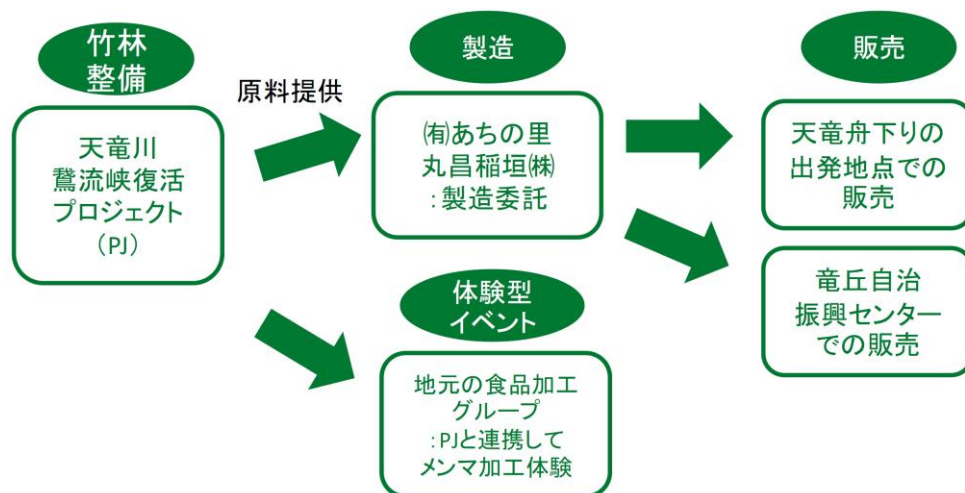 竹林
整備
天竜川
鵞流峡復活
プロジェクト
（PJ）
原料提供
製造
㈲あちの里
丸昌稲垣㈱
：製造委託
体験型
イベント
地元の食品加工
グループ
：PJと連携して
メンマ加工体験
販売
天竜舟下りの
出発地点での
販売
竜丘自治
振興センター
での販売